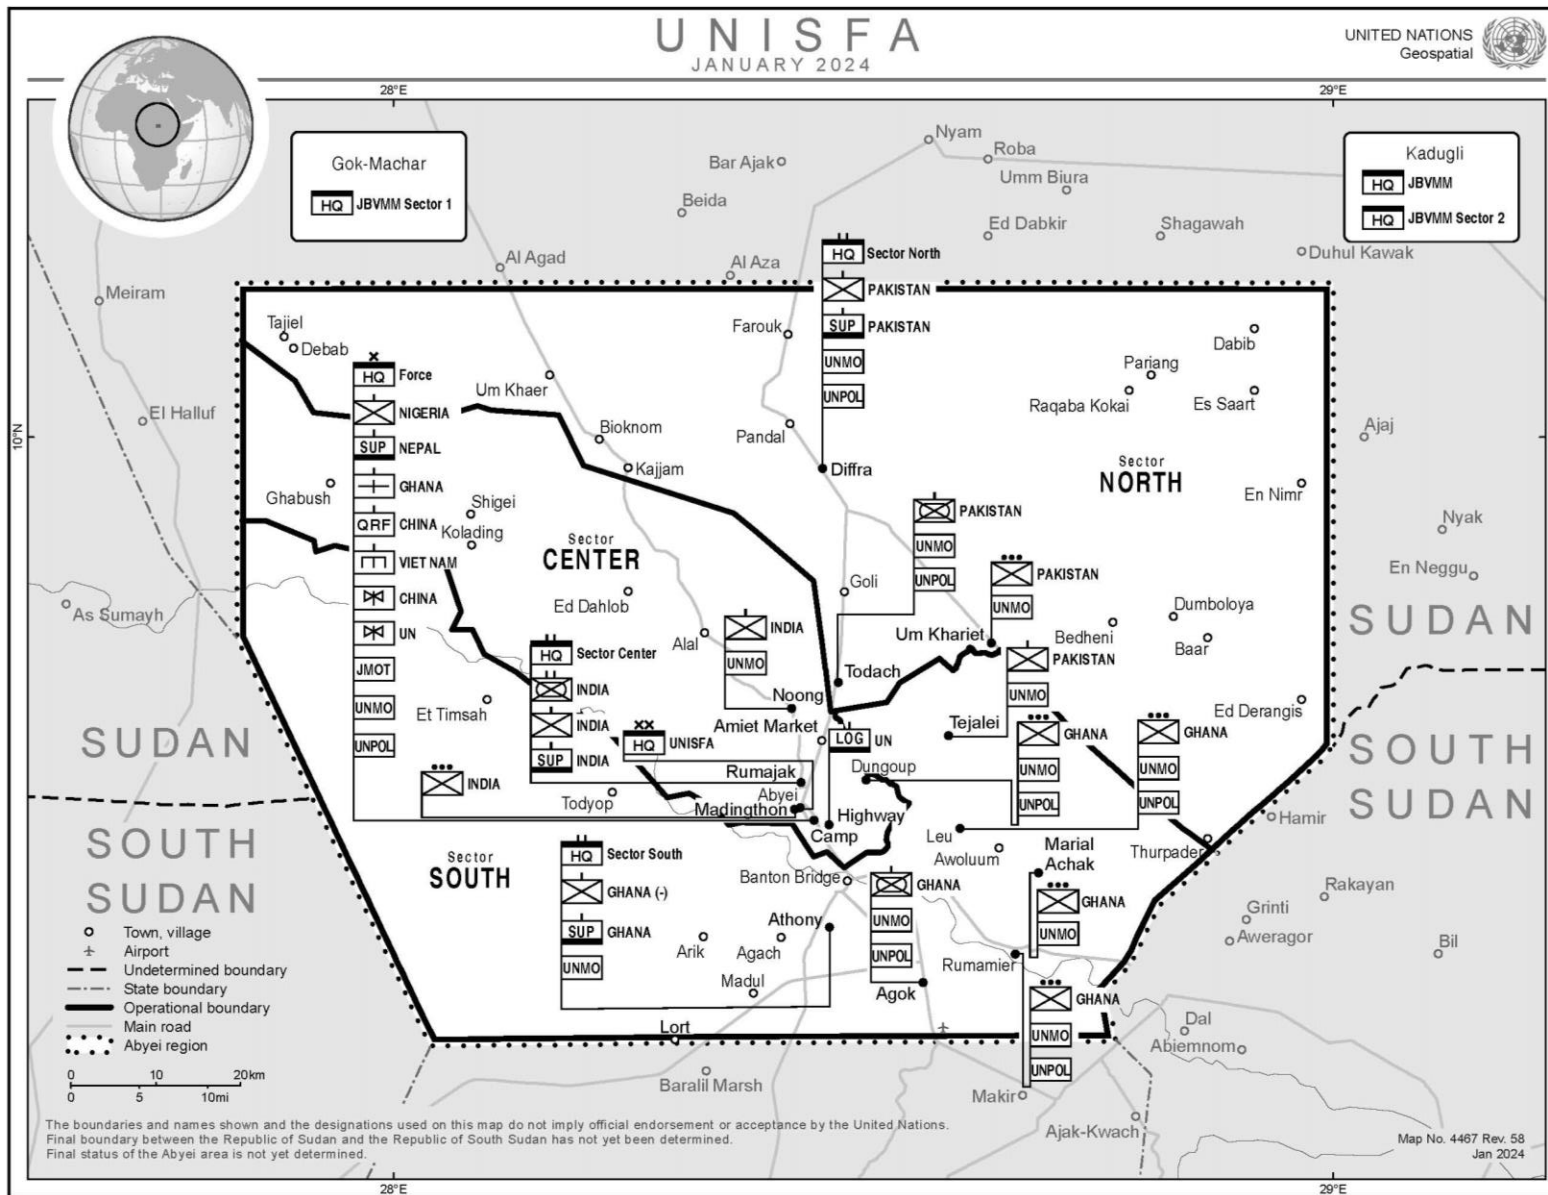 UNISFA
JANUARY 2024
UNITED NATIONS
Geospatial
28°E
29°E
Gok-Machar
HQ JBVMM Sector 1
Kadugli
HQ JBVMM
HQ JBVMM Sector 2
Nyam
Roba
Bar Ajak
Umm Biura
Beida
Ed Dabkir
Shagawah
Duhul Kawak
Al Agad
Al Aza
Meiram
HQ Sector North
PAKISTAN
SUP PAKISTAN
UNMO
UNPOL
Diffra
Tajiel
Debab
Farouk
Dabib
Pariang
Raqaba Kokai
Es Saart
Um Khaer
El Halluf
10°N
Bioknom
Pandal
Ajaj
Kajjam
HQ Force
NIGERIA
SUP NEPAL
GHANA
QRF CHINA
VIET NAM
CHINA
UN
JMOT
UNMO
UNPOL
Ghabush
Shigei
Kolading
Sector
CENTER
Sector
NORTH
En Nimr
Nyak
En Neggu
PAKISTAN
UNMO
UNPOL
Goli
PAKISTAN
UNMO
Um Khariet
Ed Dahlob
Alal
As Sumayh
Dumboloya
Bedheni
Baar
SUDAN
INDIA
UNMO
Noong
Todach
PAKISTAN
UNMO
Tejalei
HQ Sector Center
INDIA
INDIA
SUP INDIA
Et Timsah
Ed Derangis
SUDAN
SOUTH
SUDAN
HQ UNISFA
Amiet Market
LOG UN
Dungoup
GHANA
UNMO
UNPOL
GHANA
UNMO
UNPOL
INDIA
Todyop
Rumajak
Abyei
Madingthon
Highway
Camp
Leu
Awoluum
Thurpader
Hamir
SOUTH
SUDAN
Sector
SOUTH
HQ Sector South
GHANA (-)
SUP GHANA
UNMO
Banton Bridge
GHANA
UNMO
UNPOL
Agok
Marial
Achak
GHANA
UNMO
Rakayan
Grinti
Aweragor
Bil
Athony
Arik
Agach
Madul
Rumamier
GHANA
UNMO
UNPOL
Lort
Dal
Abiemnom
Baralil Marsh
Makir
Ajak-Kwach
Town, village
Airport
Undetermined boundary
State boundary
Operational boundary
Main road
Abyei region
0 10 20km
0 5 10mi
The boundaries and names shown and the designations used on this map do not imply official endorsement or acceptance by the United Nations.
Final boundary between the Republic of Sudan and the Republic of South Sudan has not yet been determined.
Final status of the Abyei area is not yet determined.
Map No. 4467 Rev. 58
Jan 2024
28°E
29°E